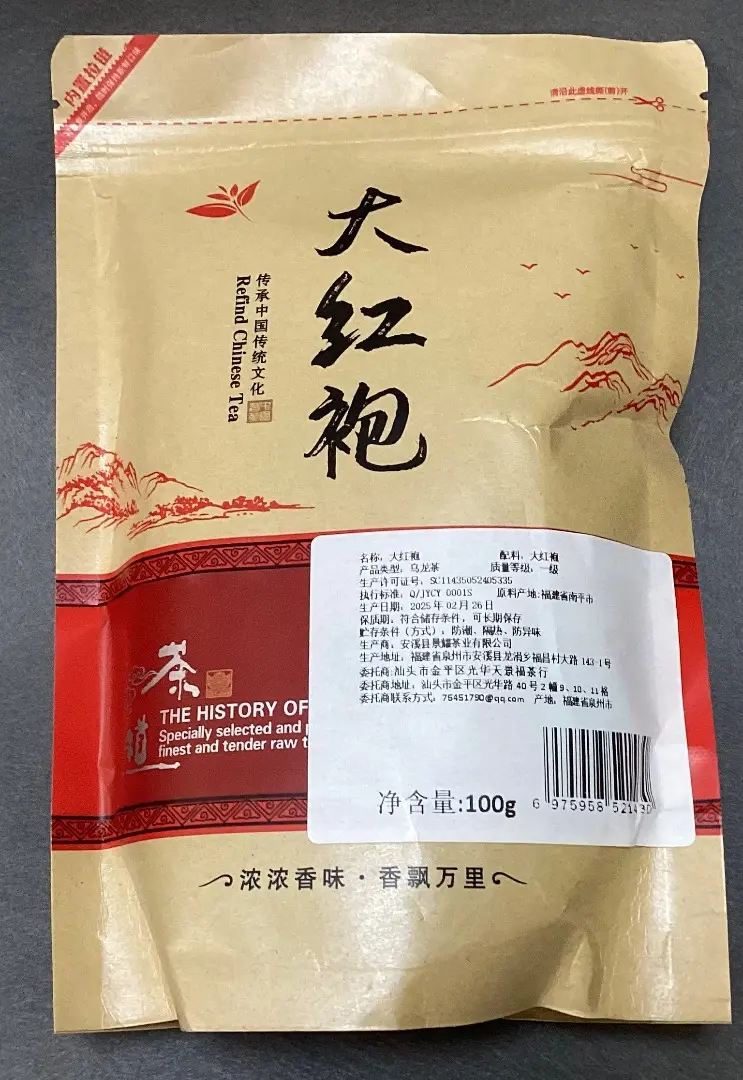 内置拉链
请沿此虚线撕(剪)开
大红袍
传承中国传统文化
Refind Chinese Tea
名称：大红袍 配料：大红袍
产品类型：乌龙茶 质量等级：一级
生产许可证号：SC11435052405335
执行标准：Q/JYCY 0001S 原料产地:福建省南平市
生产日期：2025 年 02 月 26 日
保质期：符合储存条件，可长期保存
贮存条件（方式）：防潮、隔热、防异味
生产商：安溪县景耀茶业有限公司
生产地址：福建省泉州市安溪县龙涓乡福昌村大路 143-1号
委托商:汕头市金平区光华天景福茶行
委托商地址：汕头市金平区光华路 40 号 2 幢 9、10、11 格
委托商联系方式：76451790@qq.com 产地：福建省泉州市
净含量:100g
6 975958 521430
茶
道
THE HISTORY OF
Specially selected and
finest and tender raw
浓浓香味·香飘万里